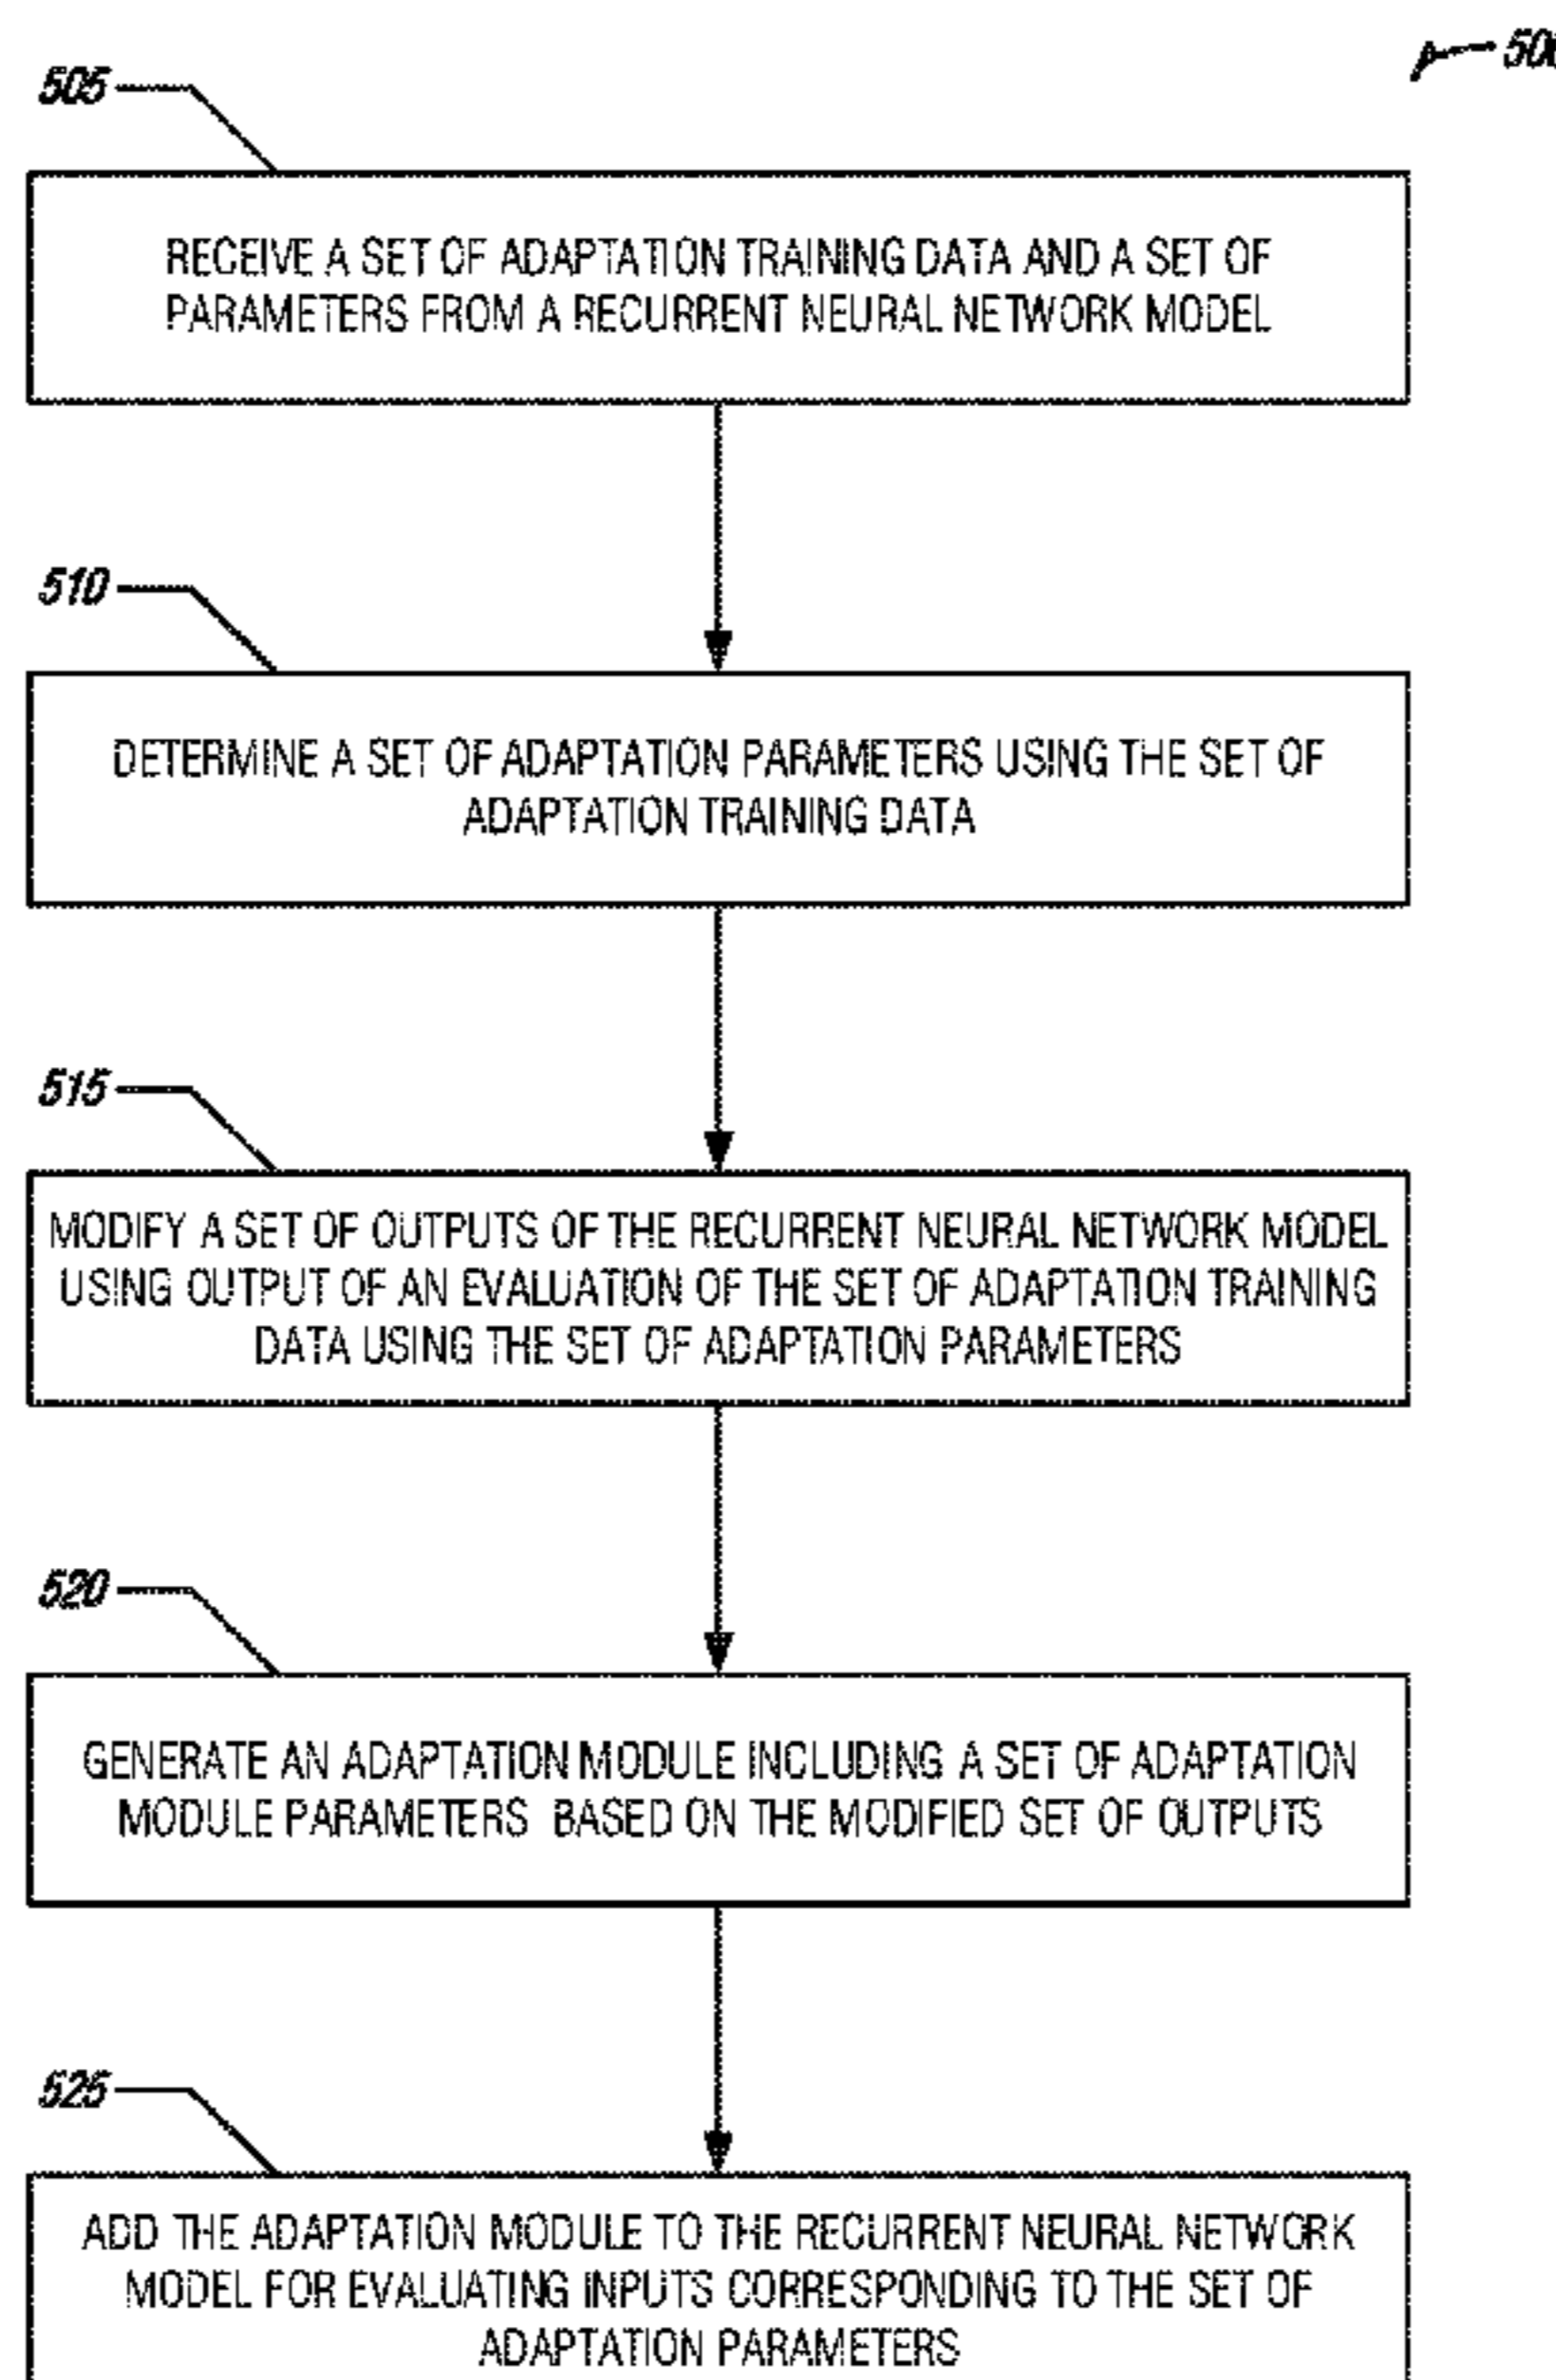 500
505
RECEIVE A SET OF ADAPTATION TRAINING DATA AND A SET OF
PARAMETERS FROM A RECURRENT NEURAL NETWORK MODEL
510
DETERMINE A SET OF ADAPTATION PARAMETERS USING THE SET OF
ADAPTATION TRAINING DATA
515
MODIFY A SET OF OUTPUTS OF THE RECURRENT NEURAL NETWORK MODEL
USING OUTPUT OF AN EVALUATION OF THE SET OF ADAPTATION TRAINING
DATA USING THE SET OF ADAPTATION PARAMETERS
520
GENERATE AN ADAPTATION MODULE INCLUDING A SET OF ADAPTATION
MODULE PARAMETERS BASED ON THE MODIFIED SET OF OUTPUTS
525
ADD THE ADAPTATION MODULE TO THE RECURRENT NEURAL NETWORK
MODEL FOR EVALUATING INPUTS CORRESPONDING TO THE SET OF
ADAPTATION PARAMETERS